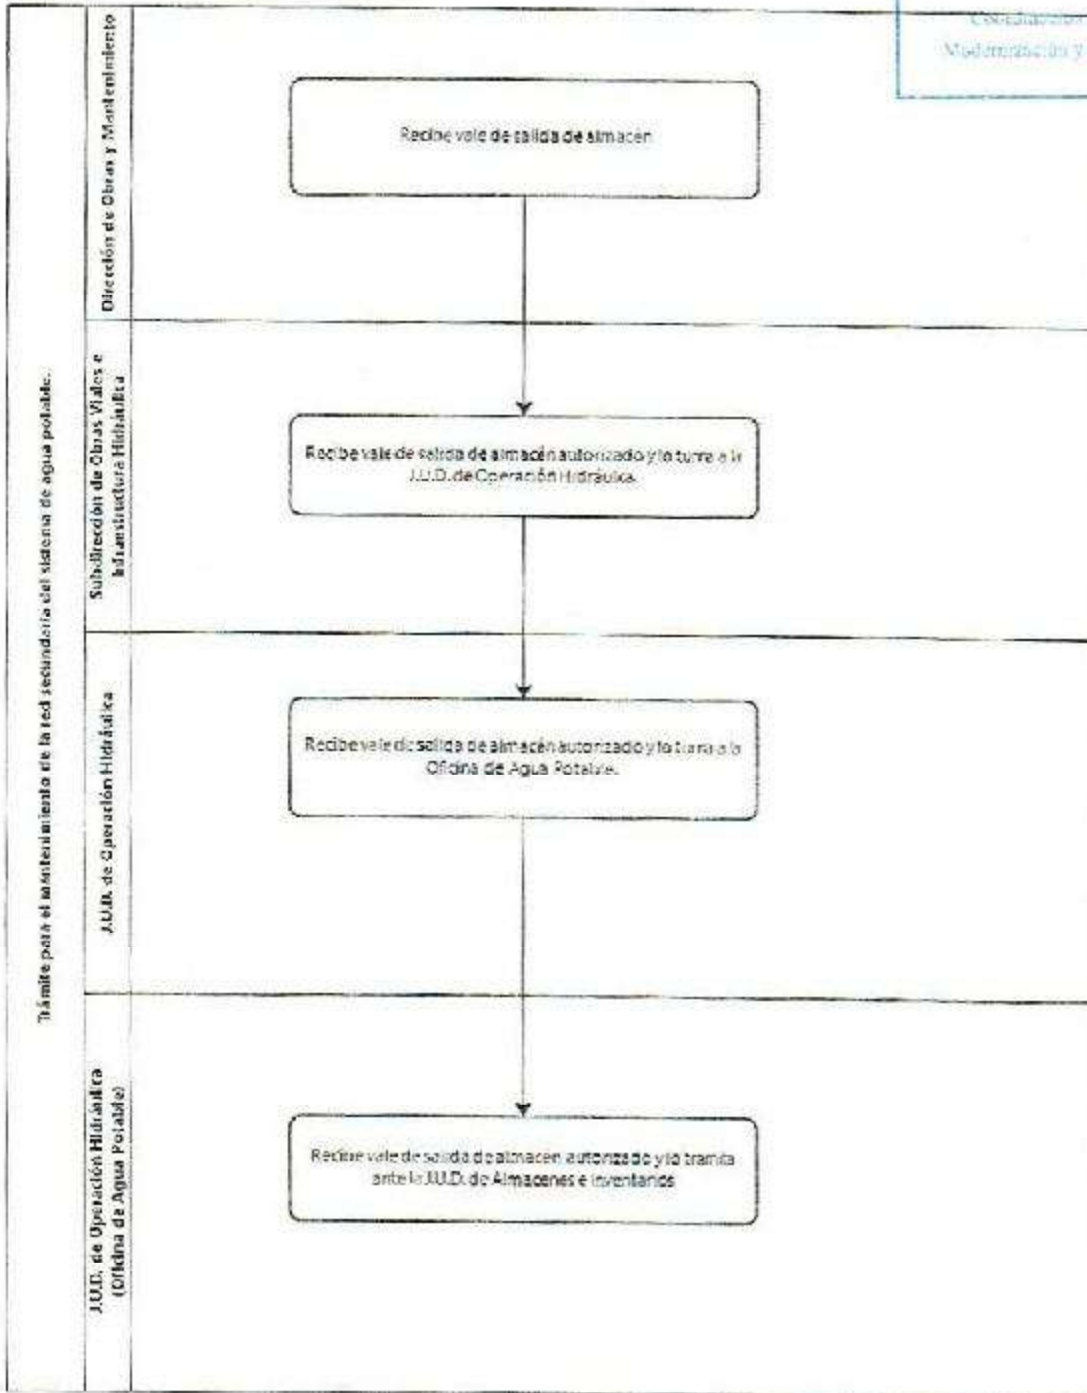 Coordinación
Modernización y
Trámite para el mantenimiento de la red secundaria del sistema de agua potable.
Dirección de Obras y Mantenimiento
Recibe vale de salida de almacén
Subdirección de Obras Viales e
Infraestructura Hidráulica
Recibe vale de salida de almacén autorizado y lo turna a la
J.U.D. de Operación Hidráulica.
J.U.D. de Operación Hidráulica
Recibe vale de salida de almacén autorizado y lo turna a la
Oficina de Agua Potable.
J.U.D. de Operación Hidráulica
(Oficina de Agua Potable)
Recibe vale de salida de almacén autorizado y lo tramita
ante la J.U.D. de Almacenes e Inventarios